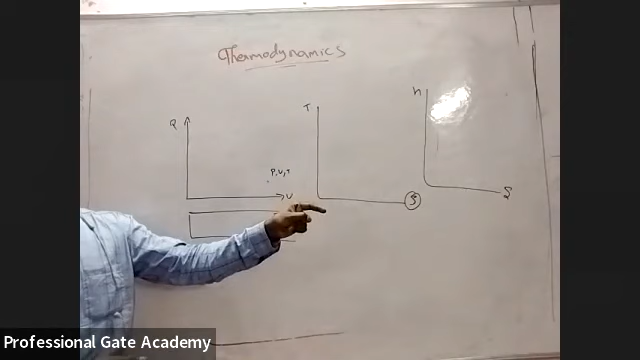 Thermodynamics
T
h
P, V, T
V
S
S
Professional Gate Academy